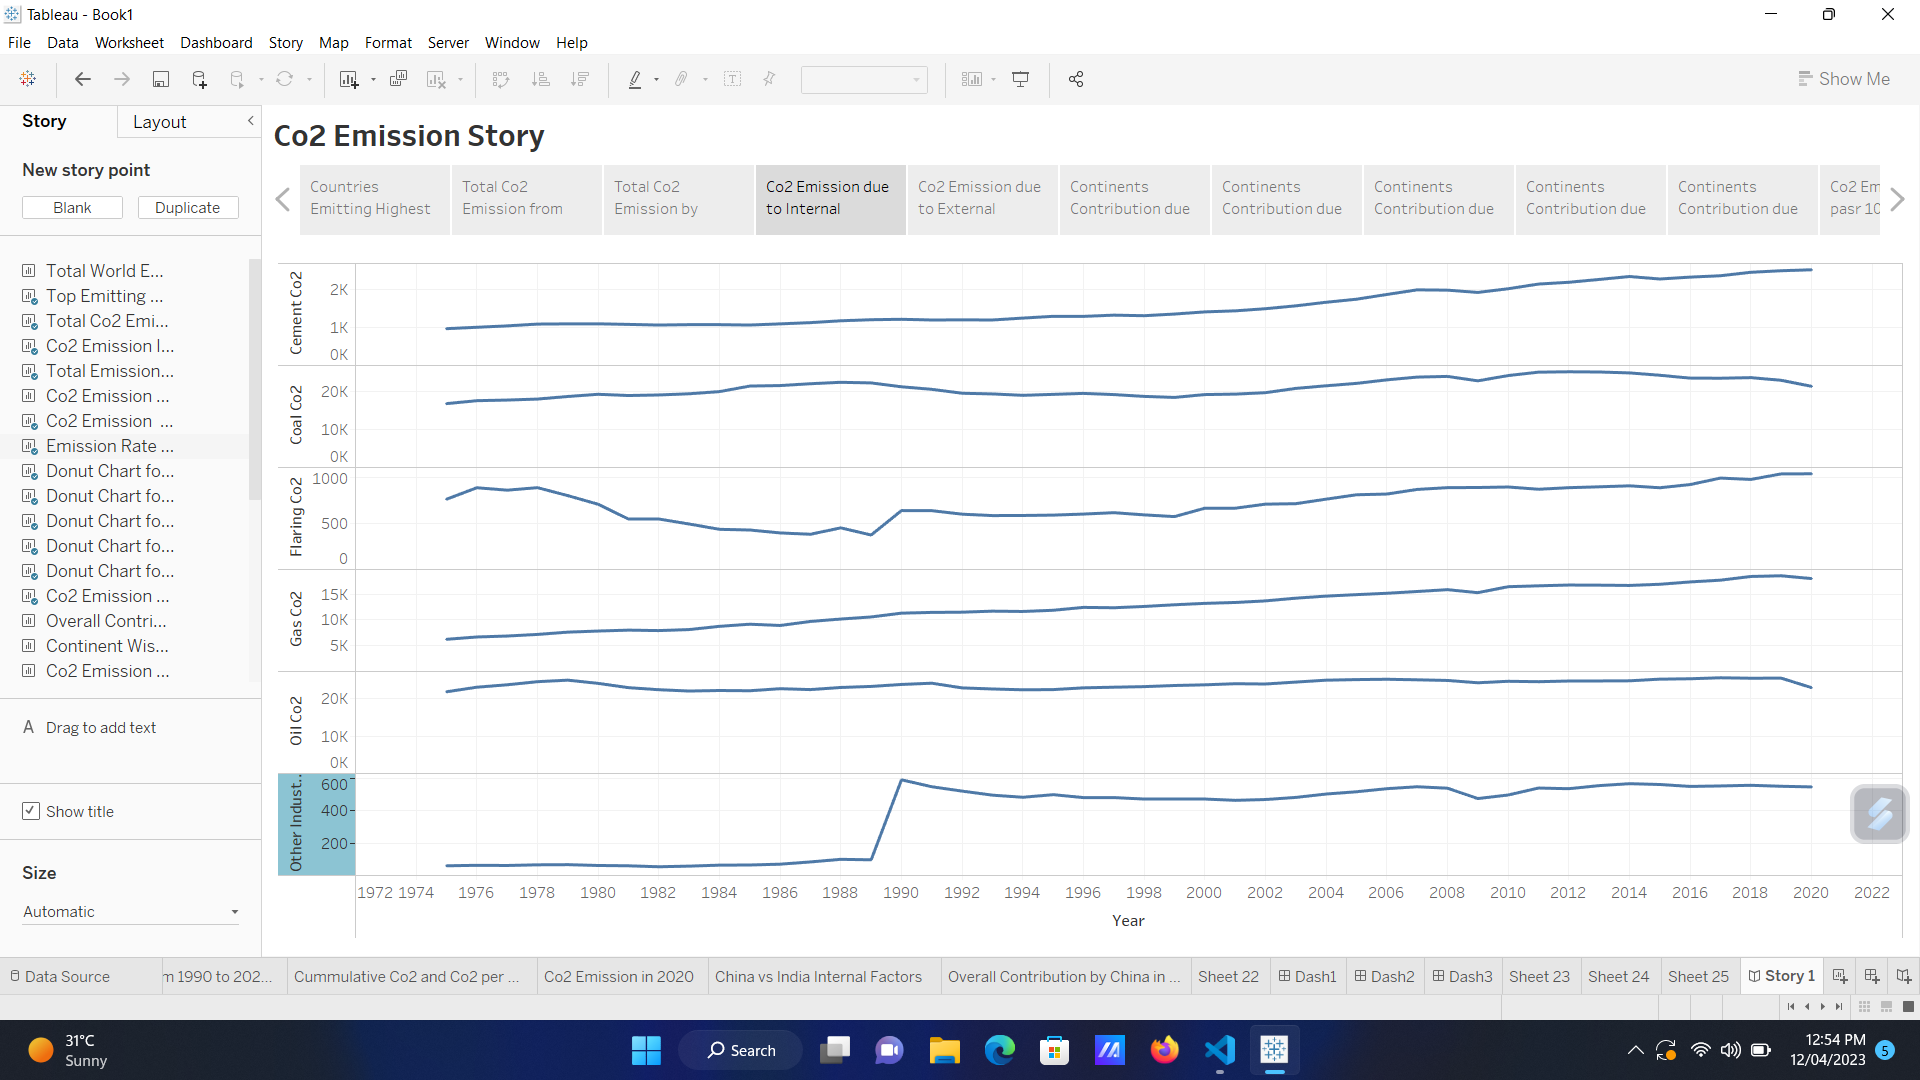 Tableau - Book1
File Data Worksheet Dashboard Story Map Format Server Window Help
Show Me
Story Layout
New story point
Blank Duplicate
Total World E...
Top Emitting ...
Total Co2 Emi...
Co2 Emission I...
Total Emission...
Co2 Emission ...
Co2 Emission ...
Emission Rate ...
Donut Chart fo...
Donut Chart fo...
Donut Chart fo...
Donut Chart fo...
Donut Chart fo...
Co2 Emission ...
Overall Contri...
Continent Wis...
Co2 Emission ...
A Drag to add text
Show title
Size
Automatic
Co2 Emission Story
Countries
Emitting Highest
Total Co2
Emission from
Total Co2
Emission by
Co2 Emission due
to Internal
Co2 Emission due
to External
Continents
Contribution due
Continents
Contribution due
Continents
Contribution due
Continents
Contribution due
Continents
Contribution due
Co2 Em
pasr 10
Cement Co2
2K
1K
0K
Coal Co2
20K
10K
0K
Flaring Co2
1000
500
0
Gas Co2
15K
10K
5K
Oil Co2
20K
10K
0K
Other Indust..
600
400
200
1972 1974 1976 1978 1980 1982 1984 1986 1988 1990 1992 1994 1996 1998 2000 2002 2004 2006 2008 2010 2012 2014 2016 2018 2020 2022
Year
Data Source m 1990 to 202... Cummulative Co2 and Co2 per ... Co2 Emission in 2020 China vs India Internal Factors Overall Contribution by China in ... Sheet 22 Dash1 Dash2 Dash3 Sheet 23 Sheet 24 Sheet 25 Story 1
31°C
Sunny
Search
12:54 PM
12/04/2023
5